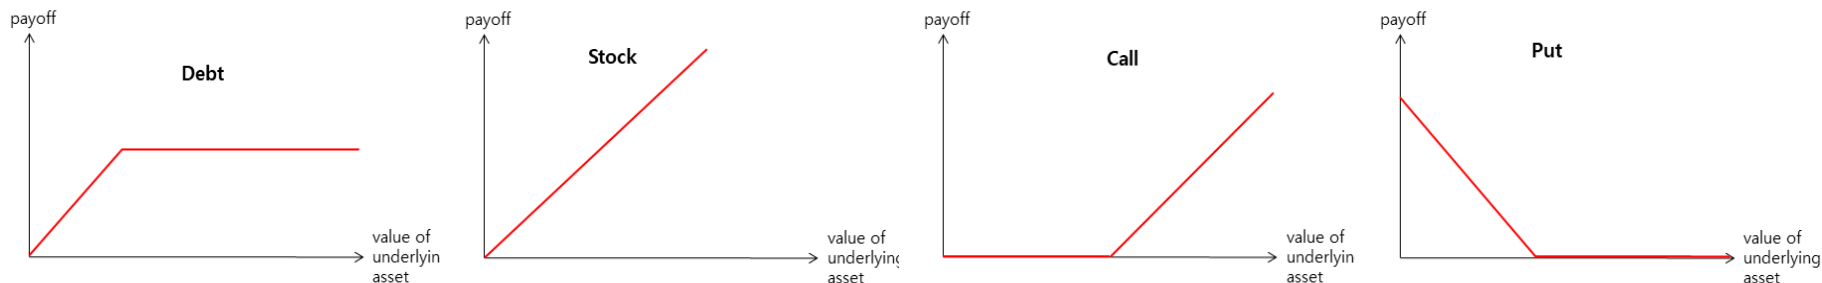 payoff
Debt
value of
underlyin
asset
payoff
Stock
value of
underlying
asset
payoff
Call
value of
underlyin
asset
payoff
Put
value of
underlying
asset